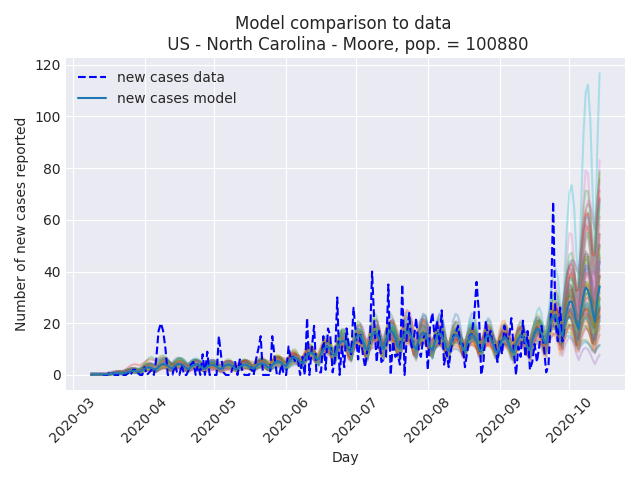 Model comparison to data
US - North Carolina - Moore, pop. = 100880
new cases data
new cases model
Number of new cases reported
120
100
80
60
40
20
0
2020-03
2020-04
2020-05
2020-06
2020-07
2020-08
2020-09
2020-10
Day